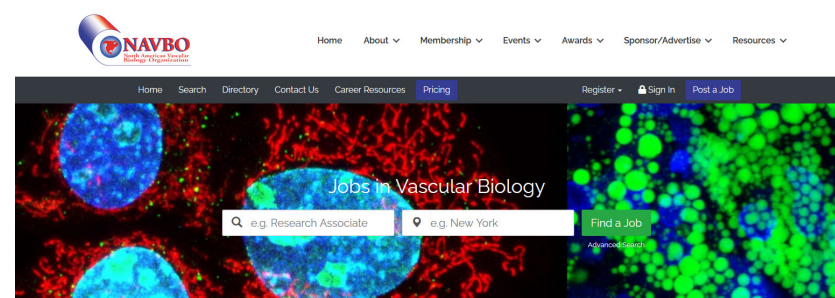 NAVBO
North American Vascular
Biology Organization
Home About Membership Events Awards Sponsor/Advertise Resources
Home Search Directory Contact Us Career Resources Pricing Register Sign In Post a Job
Jobs in Vascular Biology
e.g. Research Associate e.g. New York Find a Job
Advanced Search